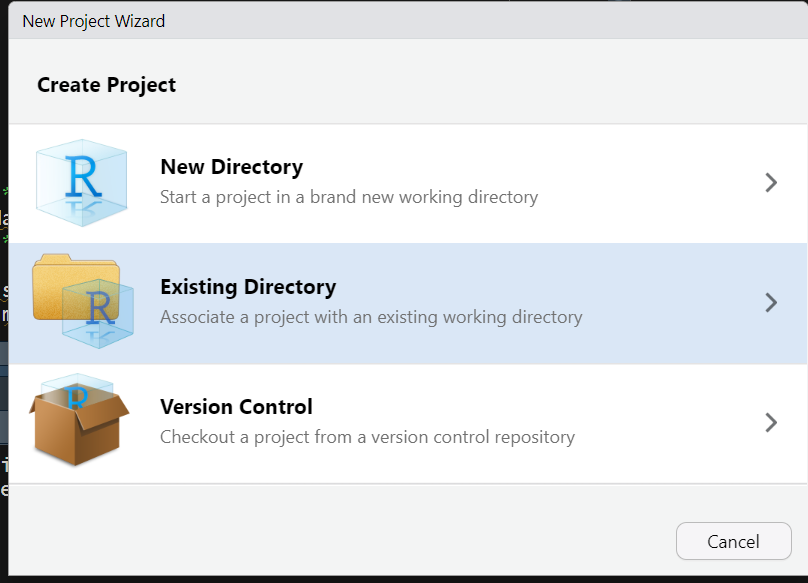 New Project Wizard
Create Project
R
New Directory
Start a project in a brand new working directory
R
Existing Directory
Associate a project with an existing working directory
R
Version Control
Checkout a project from a version control repository
Cancel